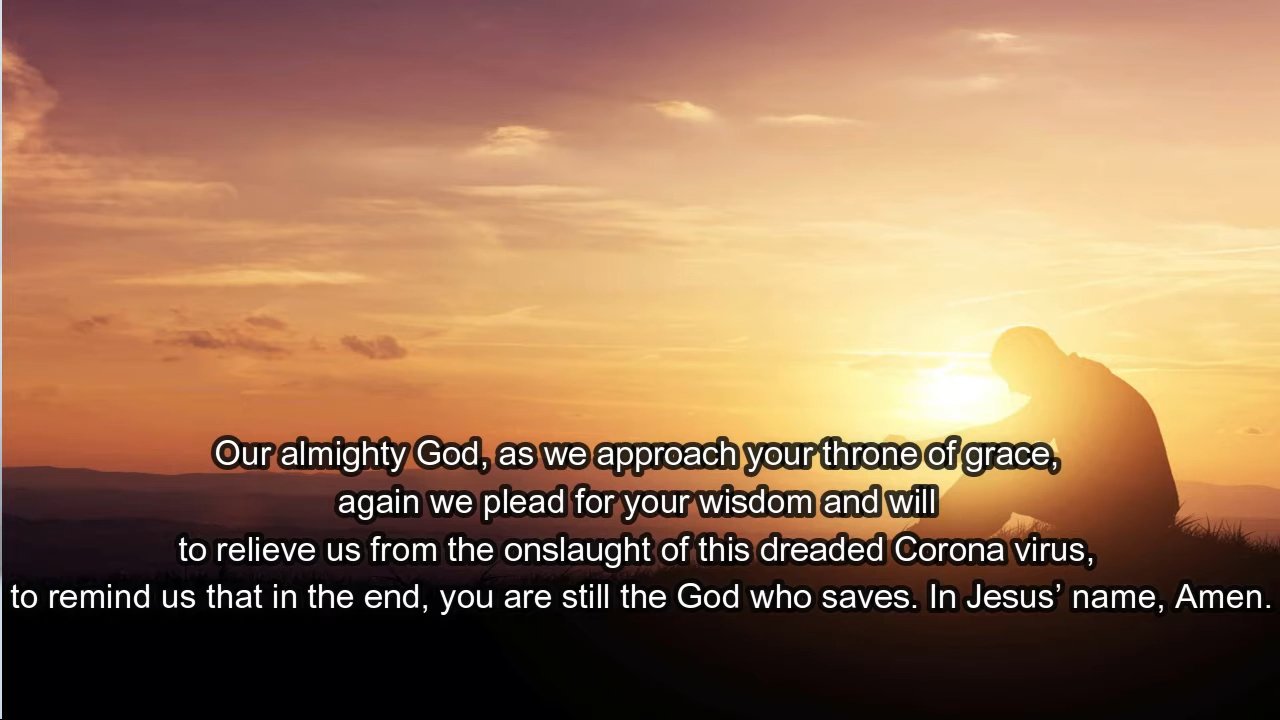 Our almighty God, as we approach your throne of grace,
again we plead for your wisdom and will
to relieve us from the onslaught of this dreaded Corona virus,
to remind us that in the end, you are still the God who saves. In Jesus’ name, Amen.